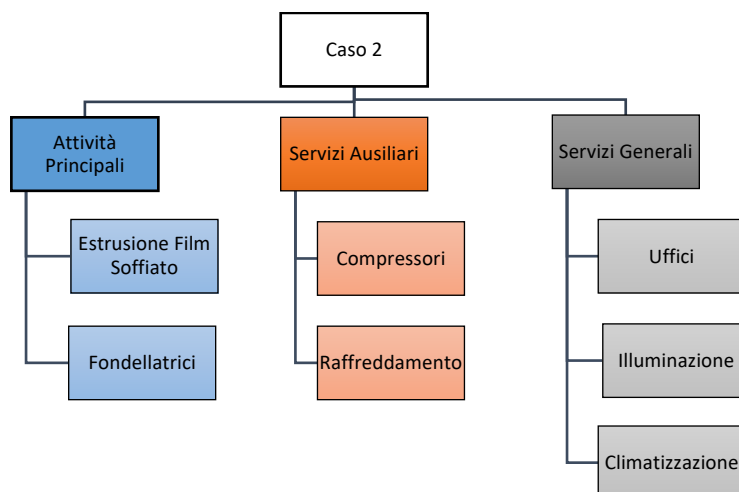 Caso 2
Attività
Principali
Servizi Ausiliari
Servizi Generali
Estrusione Film
Soffiato
Compressori
Uffici
Fondellatrici
Raffreddamento
Illuminazione
Climatizzazione